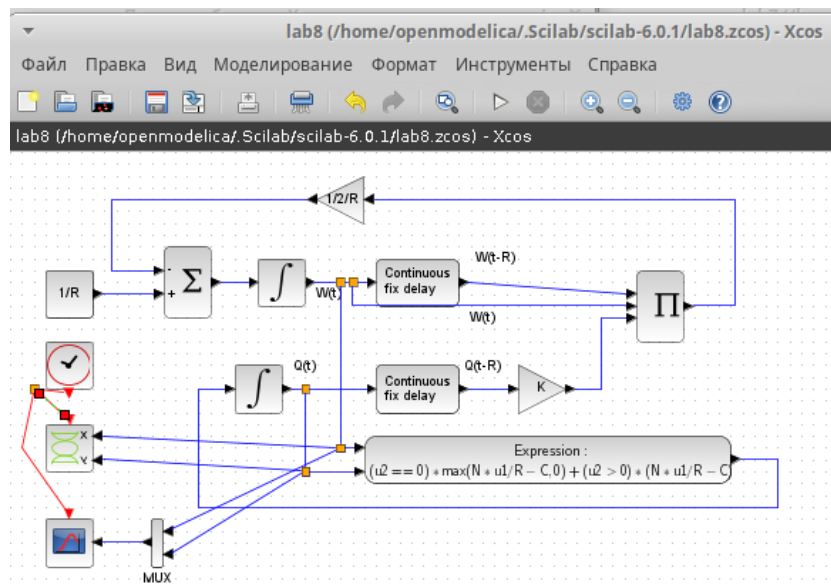 lab8 (/home/openmodelica/.Scilab/scilab-6.0.1/lab8.zcos) - Xcos
Файл Правка Вид Моделирование Формат Инструменты Справка
lab8 (/home/openmodelica/.Scilab/scilab-6.0.1/lab8.zcos) - Xcos
1/2/R
W(t-R)
-
+
Σ
∫
Continuous
fix delay
1/R
W(t)
Π
W(t)
Q(t)
Q(t-R)
∫
Continuous
fix delay
K
X
Y
Expression :
(u2 == 0) * max(N * u1/R − C,0) + (u2 > 0) * (N * u1/R − C)
MUX